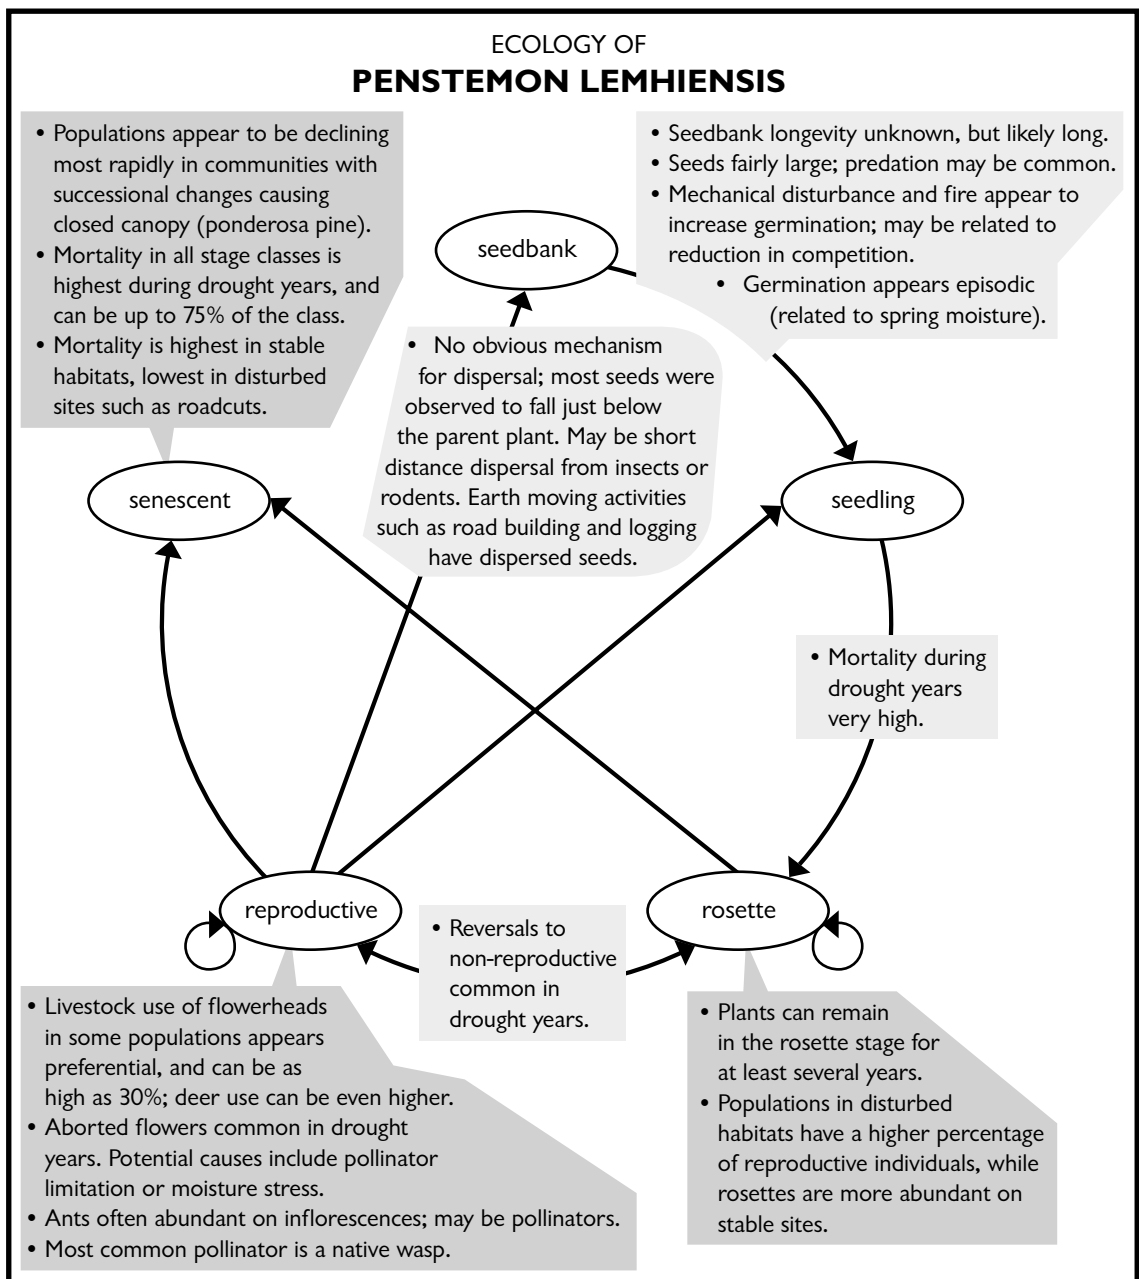 ECOLOGY OF
PENSTEMON LEMHIENSIS
• Populations appear to be declining
most rapidly in communities with
successional changes causing
closed canopy (ponderosa pine).
• Mortality in all stage classes is
highest during drought years, and
can be up to 75% of the class.
• Mortality is highest in stable
habitats, lowest in disturbed
sites such as roadcuts.
• Seedbank longevity unknown, but likely long.
• Seeds fairly large; predation may be common.
• Mechanical disturbance and fire appear to
increase germination; may be related to
reduction in competition.
• Germination appears episodic
(related to spring moisture).
seedbank
• No obvious mechanism
for dispersal; most seeds were
observed to fall just below
the parent plant. May be short
distance dispersal from insects or
rodents. Earth moving activities
such as road building and logging
have dispersed seeds.
senescent
seedling
• Mortality during
drought years
very high.
reproductive
rosette
• Reversals to
non-reproductive
common in
drought years.
• Livestock use of flowerheads
in some populations appears
preferential, and can be as
high as 30%; deer use can be even higher.
• Aborted flowers common in drought
years. Potential causes include pollinator
limitation or moisture stress.
• Ants often abundant on inflorescences; may be pollinators.
• Most common pollinator is a native wasp.
• Plants can remain
in the rosette stage for
at least several years.
• Populations in disturbed
habitats have a higher percentage
of reproductive individuals, while
rosettes are more abundant on
stable sites.